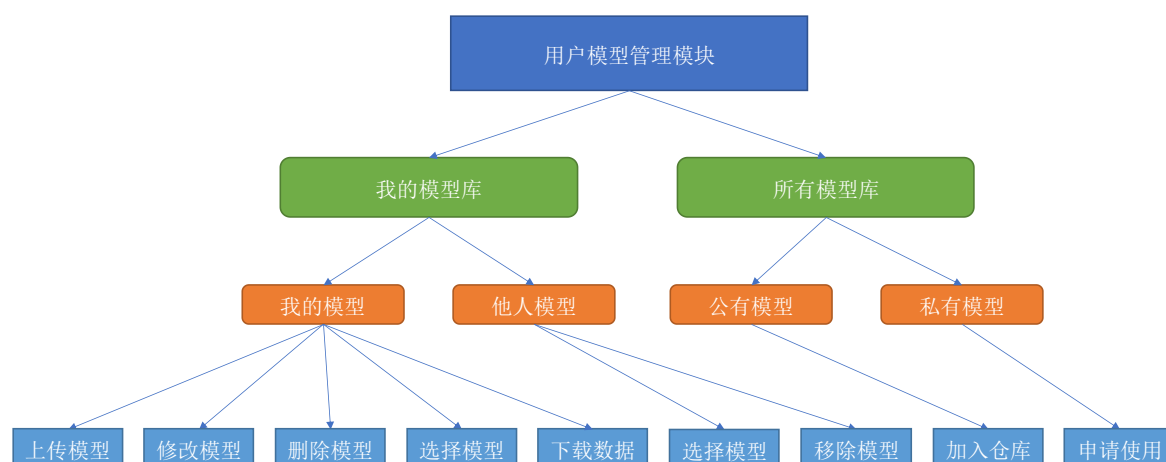 用户模型管理模块
我的模型库
所有模型库
我的模型
他人模型
公有模型
私有模型
上传模型
修改模型
删除模型
选择模型
下载数据
选择模型
移除模型
加入仓库
申请使用